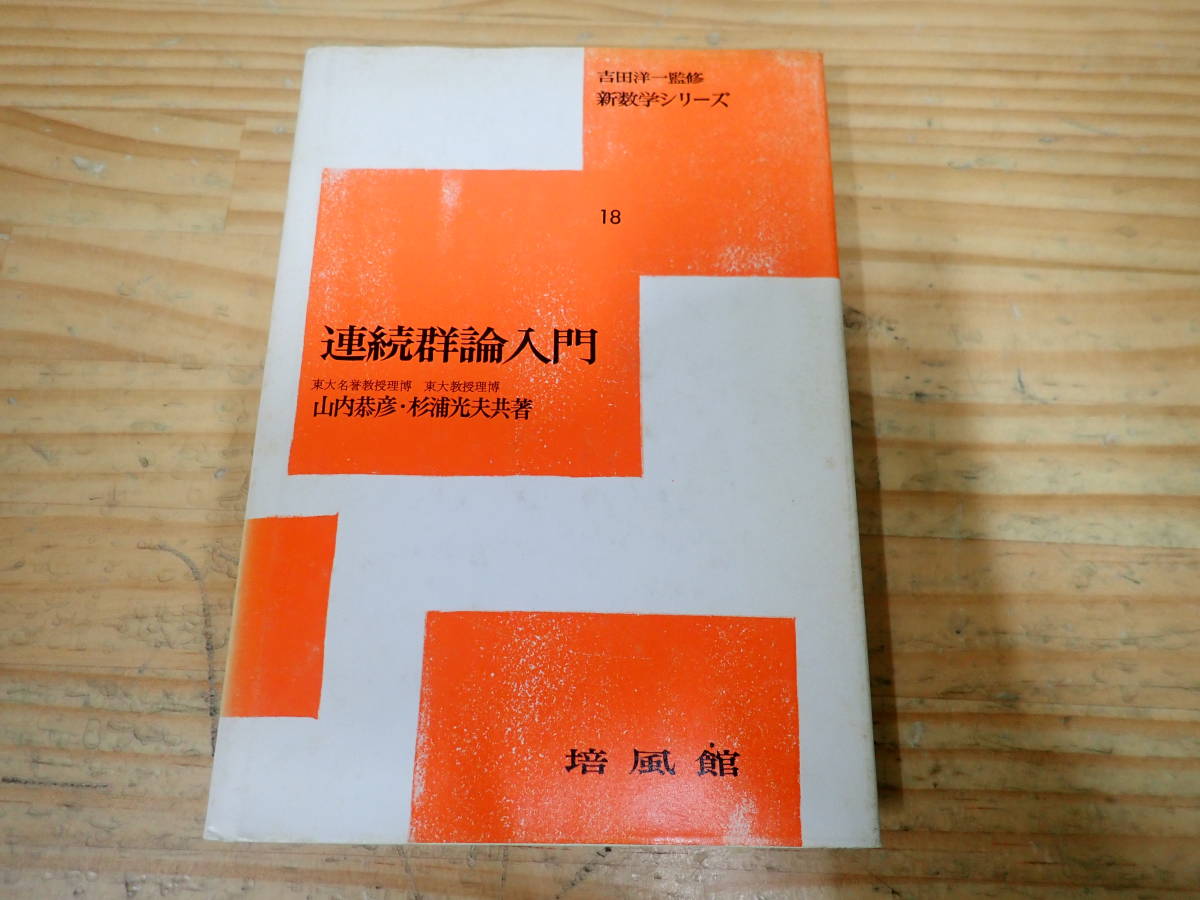 吉田洋一監修
新数学シリーズ
18
連続群論入門
東大名誉教授理博 東大教授理博
山内恭彦・杉浦光夫共著
培風館